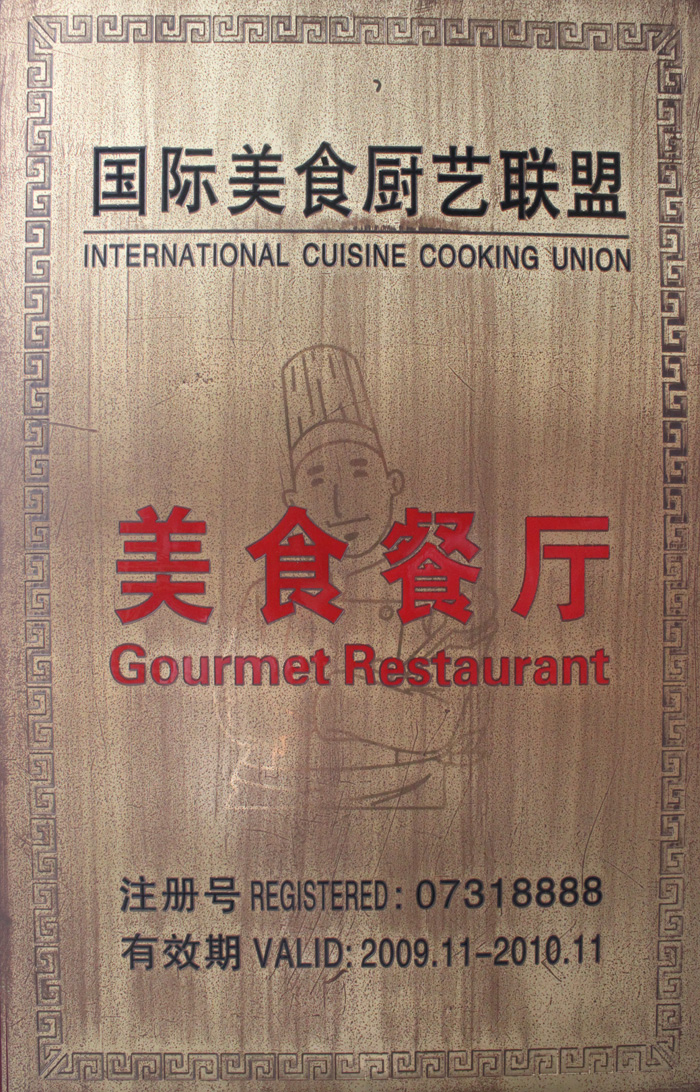 国际美食厨艺联盟
INTERNATIONAL CUISINE COOKING UNION
美食餐厅
Gourmet Restaurant
注册号 REGISTERED: 07318888
有效期 VALID: 2009.11-2010.11